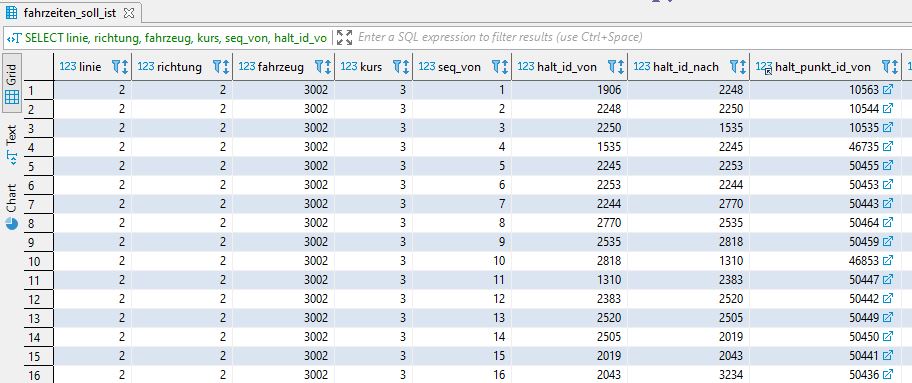 fahrzeiten_soll_ist
SELECT linie, richtung, fahrzeug, kurs, seq_von, halt_id_vo Enter a SQL expression to filter results (use Ctrl+Space)
Grid
Text
Chart
123 linie 123 richtung 123 fahrzeug 123 kurs 123 seq_von 123 halt_id_von 123 halt_id_nach 123 halt_punkt_id_von
1 2 2 3002 3 1 1906 2248 10563
2 2 2 3002 3 2 2248 2250 10544
3 2 2 3002 3 3 2250 1535 10535
4 2 2 3002 3 4 1535 2245 46735
5 2 2 3002 3 5 2245 2253 50455
6 2 2 3002 3 6 2253 2244 50453
7 2 2 3002 3 7 2244 2770 50443
8 2 2 3002 3 8 2770 2535 50464
9 2 2 3002 3 9 2535 2818 50459
10 2 2 3002 3 10 2818 1310 46853
11 2 2 3002 3 11 1310 2383 50447
12 2 2 3002 3 12 2383 2520 50442
13 2 2 3002 3 13 2520 2505 50449
14 2 2 3002 3 14 2505 2019 50450
15 2 2 3002 3 15 2019 2043 50441
16 2 2 3002 3 16 2043 3234 50436